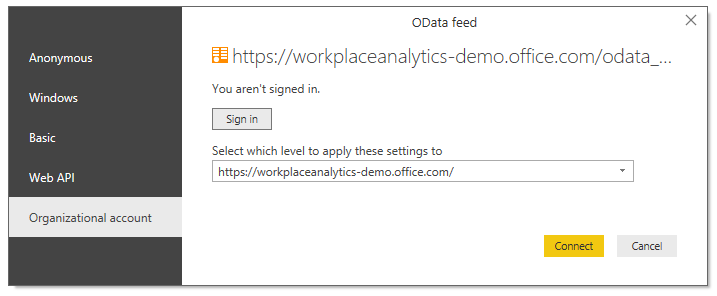 OData feed
Anonymous
Windows
Basic
Web API
Organizational account
https://workplaceanalytics-demo.office.com/odata_...
You aren't signed in.
Sign in
Select which level to apply these settings to
https://workplaceanalytics-demo.office.com/
Connect
Cancel